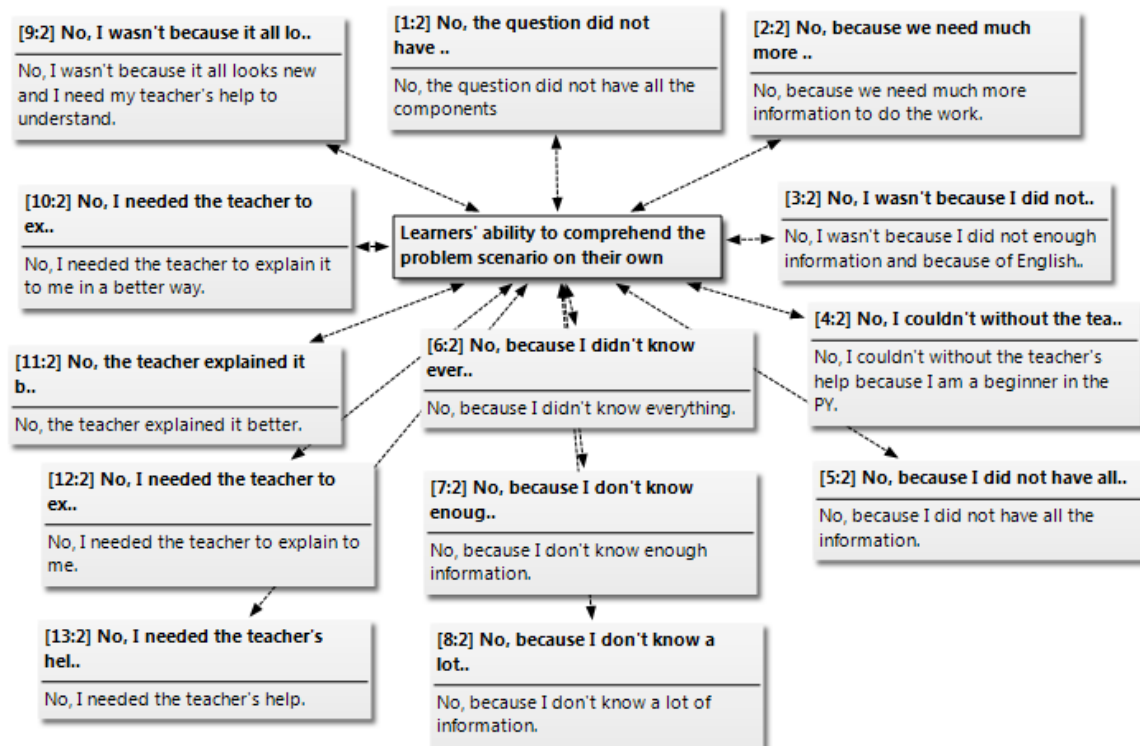 [9:2] No, I wasn't because it all lo..
No, I wasn't because it all looks new
and I need my teacher's help to
understand.
[1:2] No, the question did not
have ..
No, the question did not have all the
components
[2:2] No, because we need much
more ..
No, because we need much more
information to do the work.
[10:2] No, I needed the teacher to
ex..
No, I needed the teacher to explain it
to me in a better way.
Learners' ability to comprehend the
problem scenario on their own
[3:2] No, I wasn't because I did not..
No, I wasn't because I did not enough
information and because of English..
[11:2] No, the teacher explained it
b..
No, the teacher explained it better.
[6:2] No, because I didn't know
ever..
No, because I didn't know everything.
[4:2] No, I couldn't without the tea..
No, I couldn't without the teacher's
help because I am a beginner in the
PY.
[12:2] No, I needed the teacher to
ex..
No, I needed the teacher to explain to
me.
[7:2] No, because I don't know
enoug..
No, because I don't know enough
information.
[5:2] No, because I did not have all..
No, because I did not have all the
information.
[13:2] No, I needed the teacher's
hel..
No, I needed the teacher's help.
[8:2] No, because I don't know a
lot..
No, because I don't know a lot of
information.